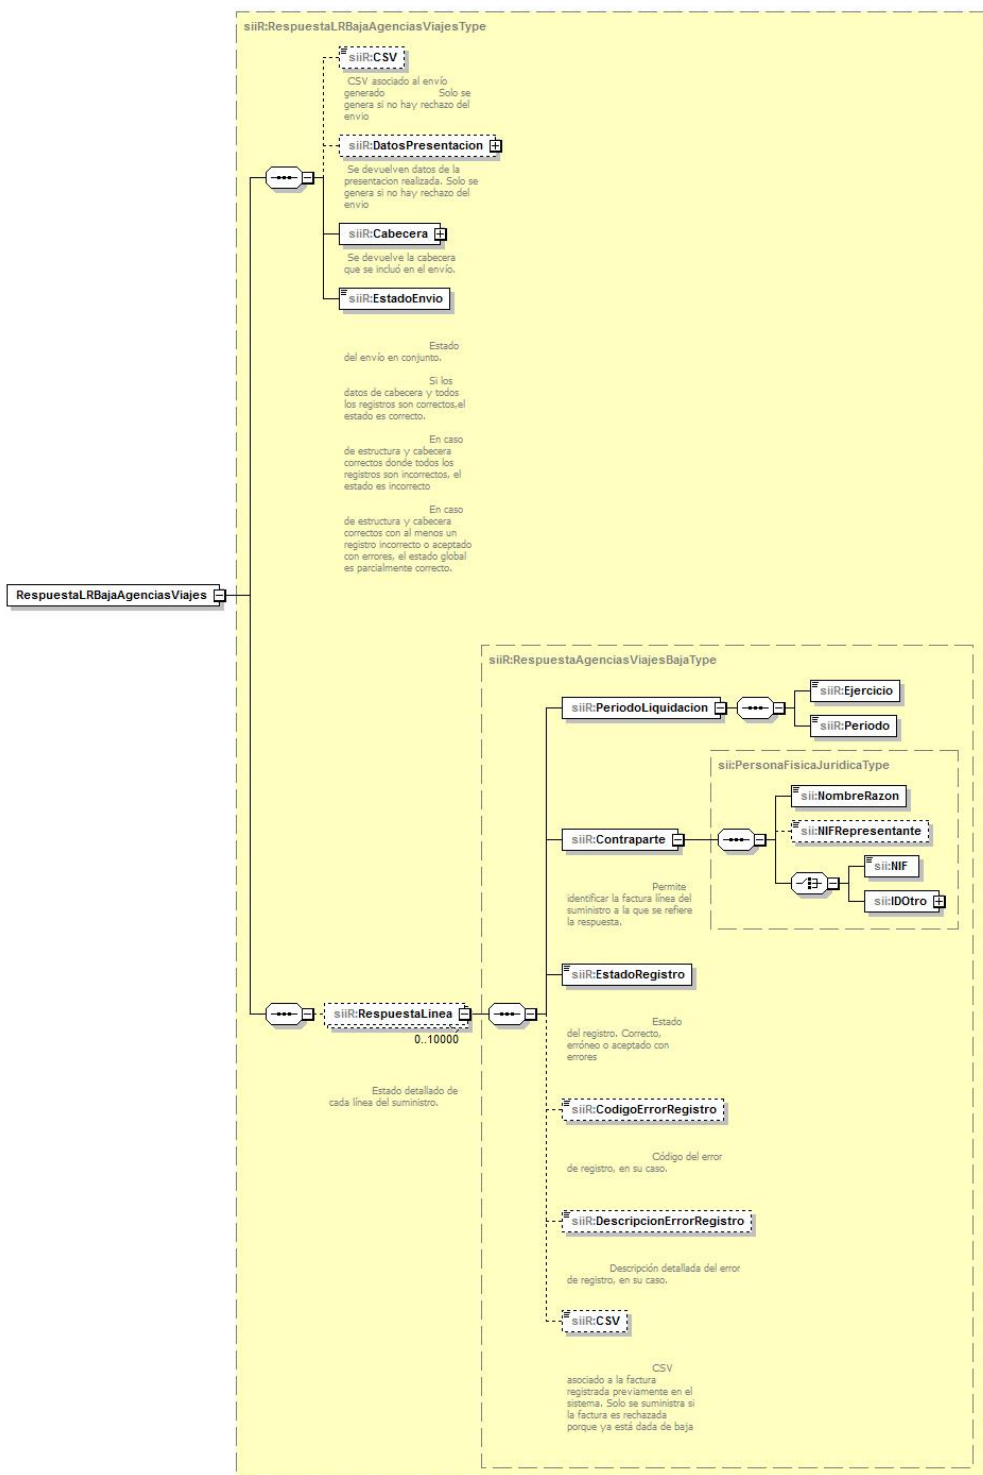 siiR:RespuestaLRBajaAgenciasViajesType
siiR:CSV
CSV asociado al envío
generado Solo se
genera si no hay rechazo del
envio
siiR:DatosPresentacion
Se devuelven datos de la
presentacion realizada. Solo se
genera si no hay rechazo del
envio
siiR:Cabecera
Se devuelve la cabecera
que se incluó en el envío.
siiR:EstadoEnvio
Estado
del envío en conjunto.
Si los
datos de cabecera y todos
los registros son correctos,el
estado es correcto.
En caso
de estructura y cabecera
correctos donde todos los
registros son incorrectos, el
estado es incorrecto
En caso
de estructura y cabecera
correctos con al menos un
registro incorrecto o aceptado
con errores, el estado global
es parcialmente correcto.
RespuestaLRBajaAgenciasViajes
siiR:RespuestaAgenciasViajesBajaType
siiR:PeriodoLiquidacion
siiR:Ejercicio
siiR:Periodo
sii:PersonaFisicaJuridicaType
sii:NombreRazon
sii:NIFRepresentante
siiR:Contraparte
sii:NIF
sii:IDOtro
Permite
identificar la factura línea del
suministro a la que se refiere
la respuesta.
siiR:EstadoRegistro
siiR:RespuestaLinea
0..10000
Estado
del registro. Correcto,
erróneo o aceptado con
errores
Estado detallado de
cada línea del suministro.
siiR:CodigoErrorRegistro
Código del error
de registro, en su caso.
siiR:DescripcionErrorRegistro
Descripción detallada del error
de registro, en su caso.
siiR:CSV
CSV
asociado a la factura
registrada previamente en el
sistema. Solo se suministra si
la factura es rechazada
porque ya está dada de baja